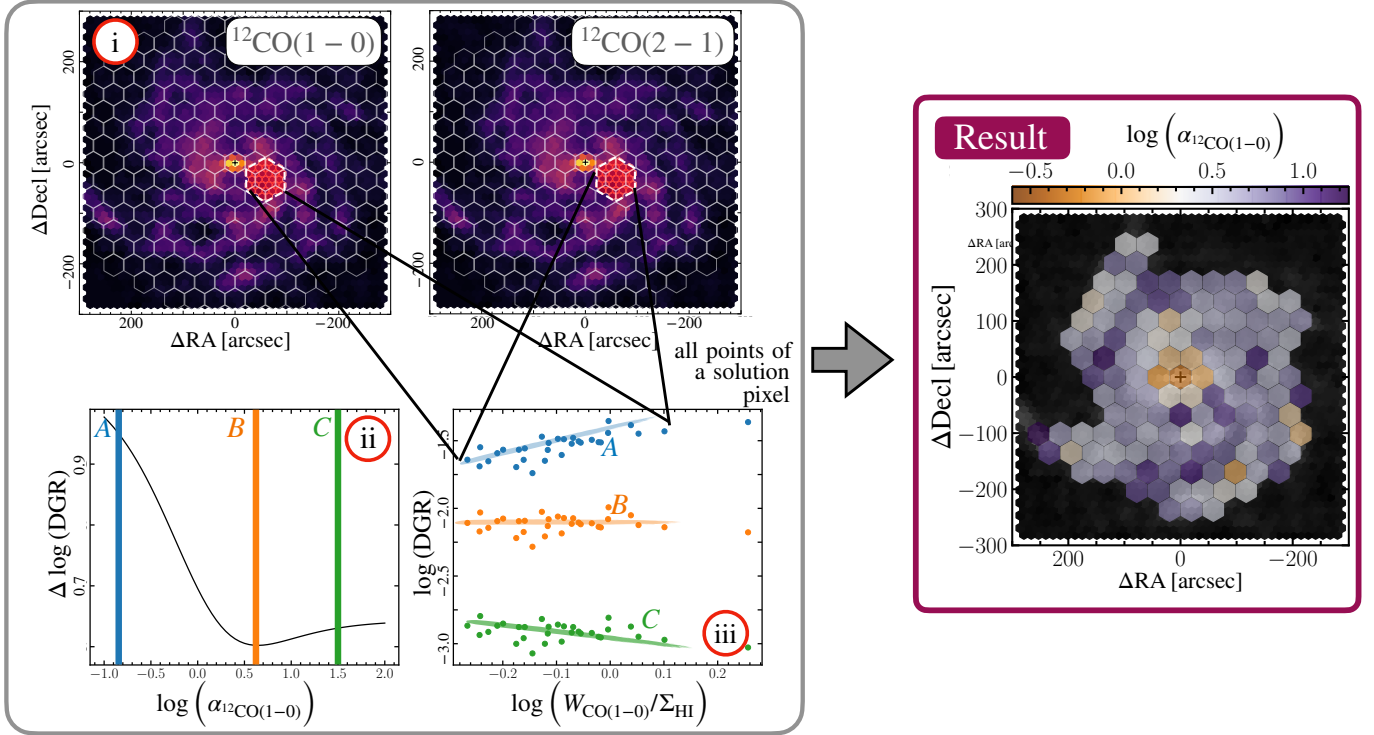 i
¹²CO(1 − 0)
¹²CO(2 − 1)
ΔDecl [arcsec]
200
0
−200
200
0
−200
200
0
−200
200
0
−200
ΔRA [arcsec]
ΔRA [arcsec]
all points of
a solution
pixel
A
B
C
ii
Δ log (DGR)
0.9
0.7
−1.0
−0.5
0.0
0.5
1.0
1.5
2.0
log (α₁₂CO(1−0))
log (DGR)
−1.5
−2.0
−2.5
−3.0
A
B
C
iii
−0.2
−0.1
0.0
0.1
0.2
log (W_CO(1−0)/Σ_HI)
Result
log (α₁₂CO(1−0))
−0.5
0.0
0.5
1.0
ΔDecl [arcsec]
300
200
100
0
−100
−200
−300
200
0
−200
ΔRA [arcsec]